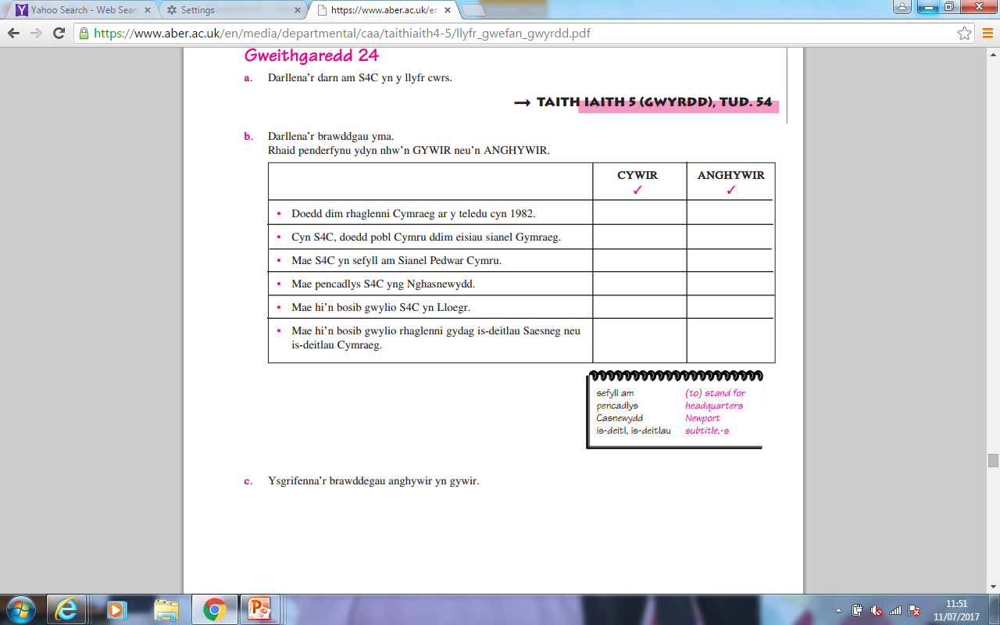 Yahoo Search - Web Sear
Settings
https://www.aber.ac.uk/en
https://www.aber.ac.uk/en/media/departmental/caa/taithiaith4-5/llyfr_gwefan_gwyrdd.pdf
Gweithgaredd 24
a. Darllena'r darn am S4C yn y llyfr cwrs.
→ TAITH IAITH 5 (GWYRDD), TUD. 54
b. Darllena'r brawddgau yma.
Rhaid penderfynu ydyn nhw'n GYWIR neu'n ANGHYWIR.
CYWIR ANGHYWIR
✓ ✓
• Doedd dim rhaglenni Cymraeg ar y teledu cyn 1982.
• Cyn S4C, doedd pobl Cymru ddim eisiau sianel Gymraeg.
• Mae S4C yn sefyll am Sianel Pedwar Cymru.
• Mae pencadlys S4C yng Nghasnewydd.
• Mae hi'n bosib gwylio S4C yn Lloegr.
• Mae hi'n bosib gwylio rhaglenni gydag is-deitlau Saesneg neu
is-deitlau Cymraeg.
sefyll am (to) stand for
pencadlys headquarters
Casnewydd Newport
is-deitl, is-deitlau subtitle,-s
c. Ysgrifenna'r brawddegau anghywir yn gywir.
11:51
11/07/2017